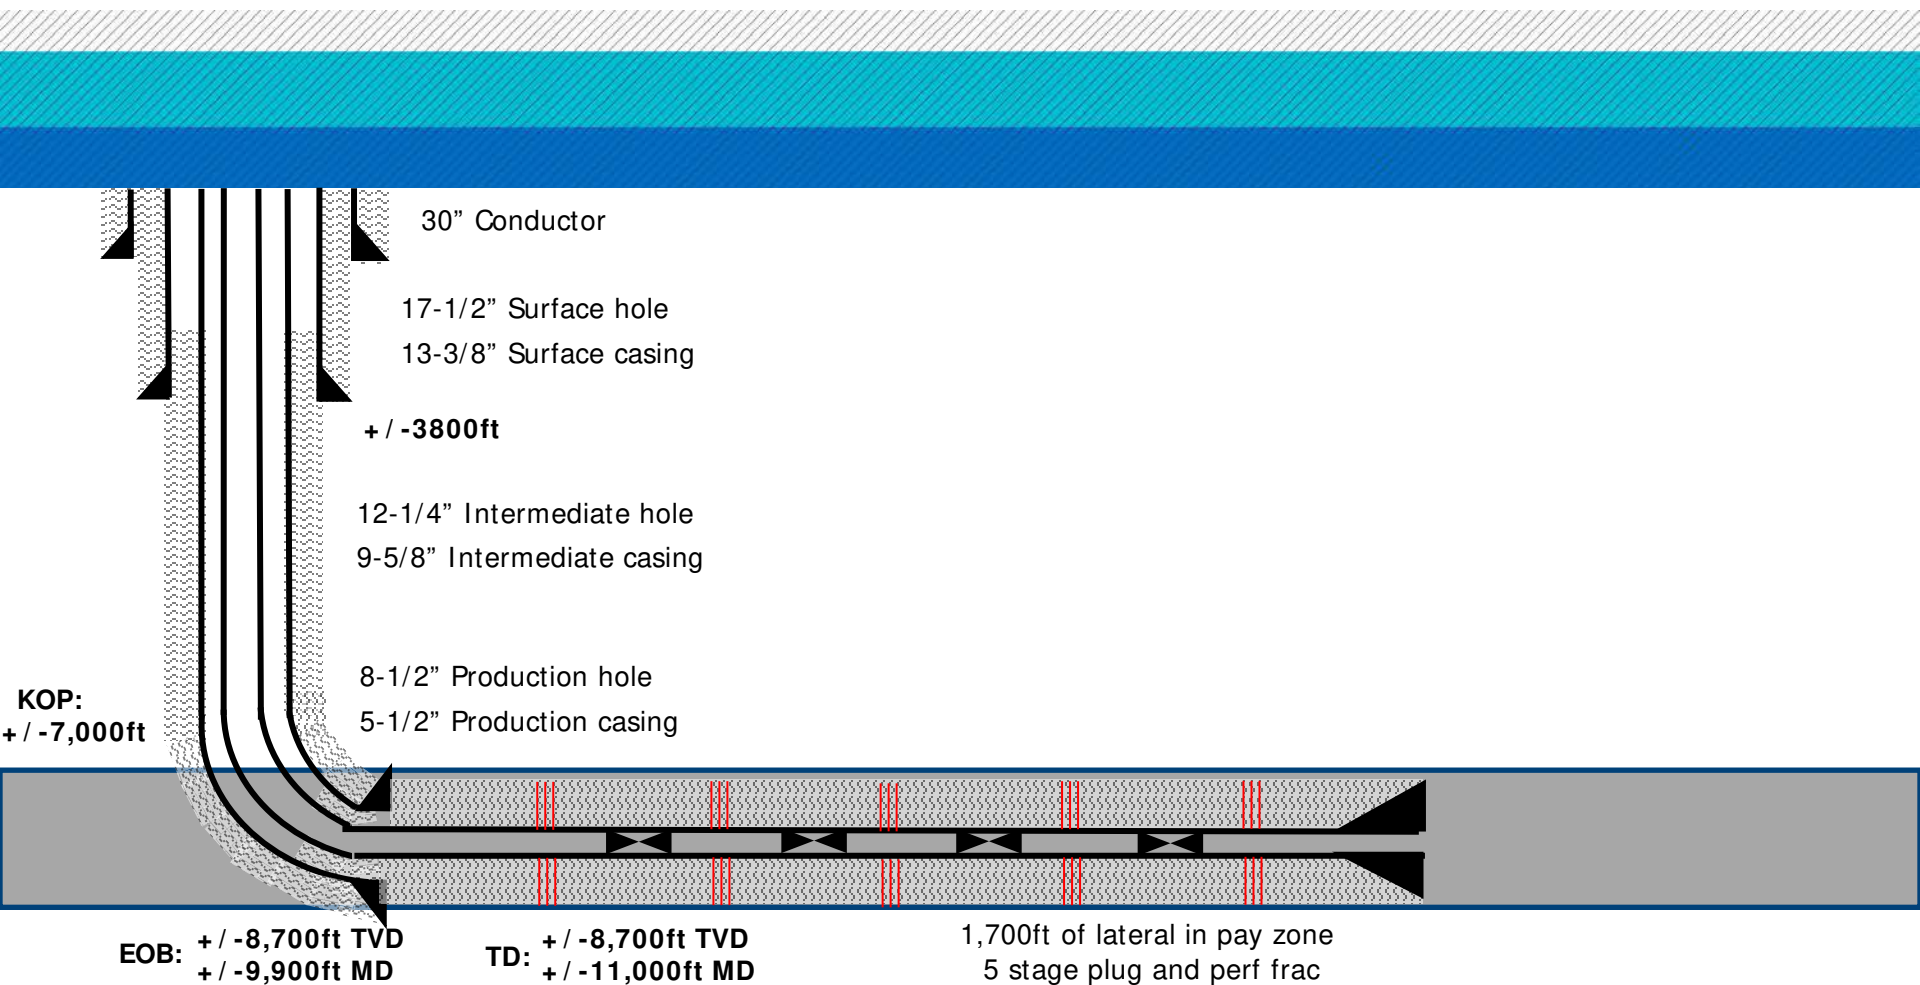 30” Conductor
17-1/2” Surface hole
13-3/8” Surface casing
+/-3800ft
12-1/4” Intermediate hole
9-5/8” Intermediate casing
8-1/2” Production hole
5-1/2” Production casing
KOP:
+/-7,000ft
EOB:
+/-8,700ft TVD
+/-9,900ft MD
TD:
+/-8,700ft TVD
+/-11,000ft MD
1,700ft of lateral in pay zone
5 stage plug and perf frac